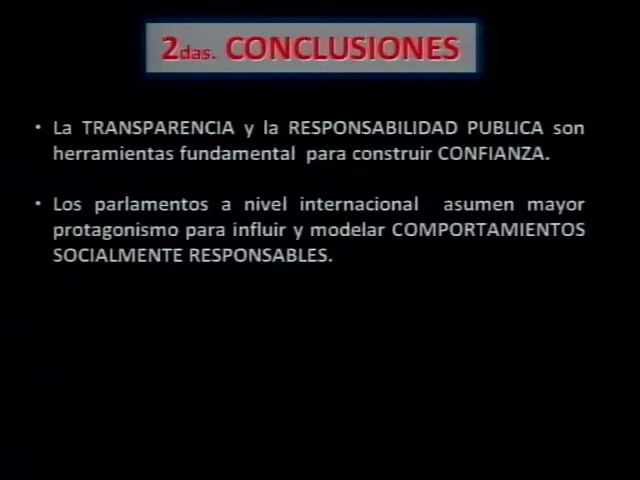 2das. CONCLUSIONES
• La TRANSPARENCIA y la RESPONSABILIDAD PUBLICA son
herramientas fundamental para construir CONFIANZA.
• Los parlamentos a nivel internacional asumen mayor
protagonismo para influir y modelar COMPORTAMIENTOS
SOCIALMENTE RESPONSABLES.